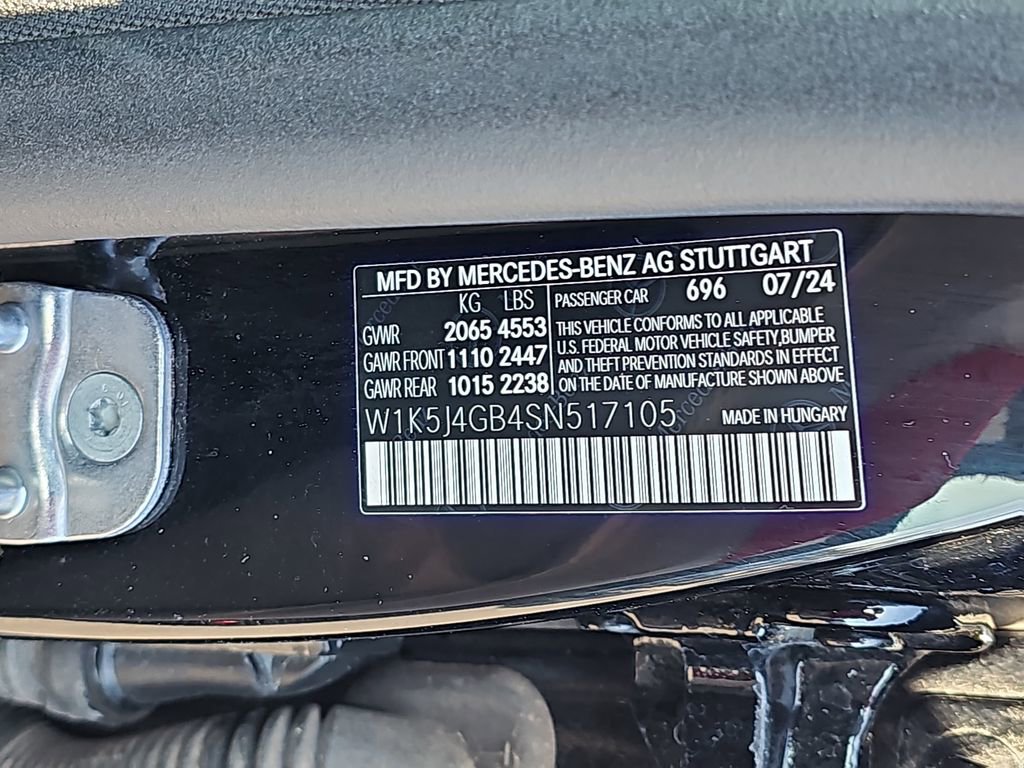 MFD BY MERCEDES-BENZ AG STUTTGART
KG LBS PASSENGER CAR 696 07/24
GVWR 2065 4553
GAWR FRONT 1110 2447
GAWR REAR 1015 2238
THIS VEHICLE CONFORMS TO ALL APPLICABLE
U.S. FEDERAL MOTOR VEHICLE SAFETY,BUMPER
AND THEFT PREVENTION STANDARDS IN EFFECT
ON THE DATE OF MANUFACTURE SHOWN ABOVE
W1K5J4GB4SN517105 MADE IN HUNGARY